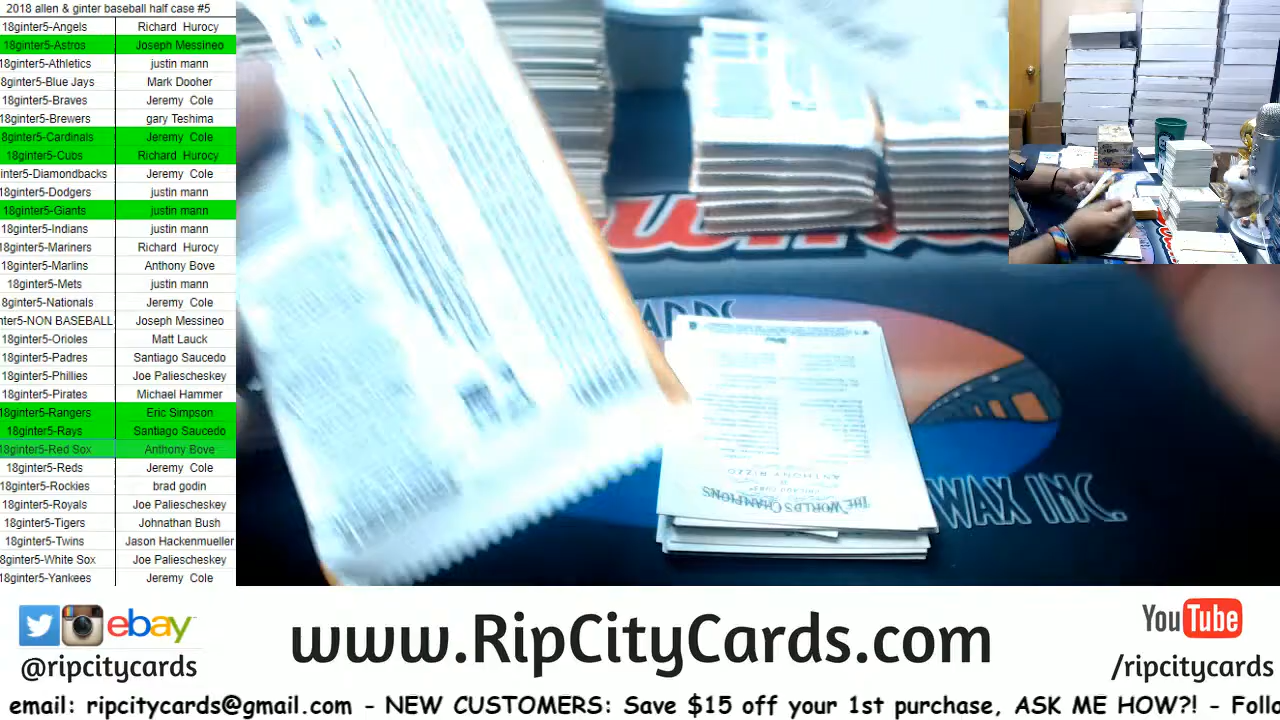 2018 allen & ginter baseball half case #5
18ginter5-Angels Richard Hurocy
18ginter5-Astros Joseph Messineo
18ginter5-Athletics justin mann
8ginter5-Blue Jays Mark Dooher
18ginter5-Braves Jeremy Cole
18ginter5-Brewers gary Teshima
8ginter5-Cardinals Jeremy Cole
18ginter5-Cubs Richard Hurocy
inter5-Diamondbacks Jeremy Cole
18ginter5-Dodgers justin mann
18ginter5-Giants justin mann
18ginter5-Indians justin mann
18ginter5-Mariners Richard Hurocy
18ginter5-Marlins Anthony Bove
18ginter5-Mets justin mann
8ginter5-Nationals Jeremy Cole
nter5-NON BASEBALL Joseph Messineo
18ginter5-Orioles Matt Lauck
18ginter5-Padres Santiago Saucedo
18ginter5-Phillies Joe Paliescheskey
18ginter5-Pirates Michael Hammer
18ginter5-Rangers Eric Simpson
18ginter5-Rays Santiago Saucedo
18ginter5-Red Sox Anthony Bove
18ginter5-Reds Jeremy Cole
18ginter5-Rockies brad godin
18ginter5-Royals Joe Paliescheskey
18ginter5-Tigers Johnathan Bush
18ginter5-Twins Jason Hackenmueller
8ginter5-White Sox Joe Paliescheskey
18ginter5-Yankees Jeremy Cole
ARDS
WAX INC.
ANTHONY RIZZO
THE WORLD'S CHAMPIONS
ebay
@ripcitycards
www.RipCityCards.com
YouTube
/ripcitycards
email: ripcitycards@gmail.com - NEW CUSTOMERS: Save $15 off your 1st purchase, ASK ME HOW?! - Follo